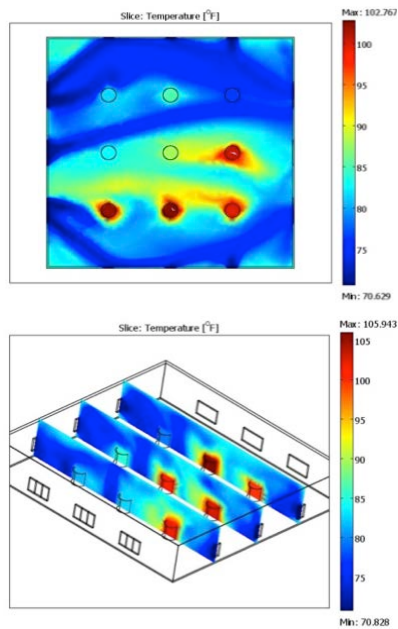 Slice: Temperature [°F]
Max: 102.767
100
95
90
85
80
75
Min: 70.629
Slice: Temperature [°F]
Max: 105.943
105
100
95
90
85
80
75
Min: 70.828